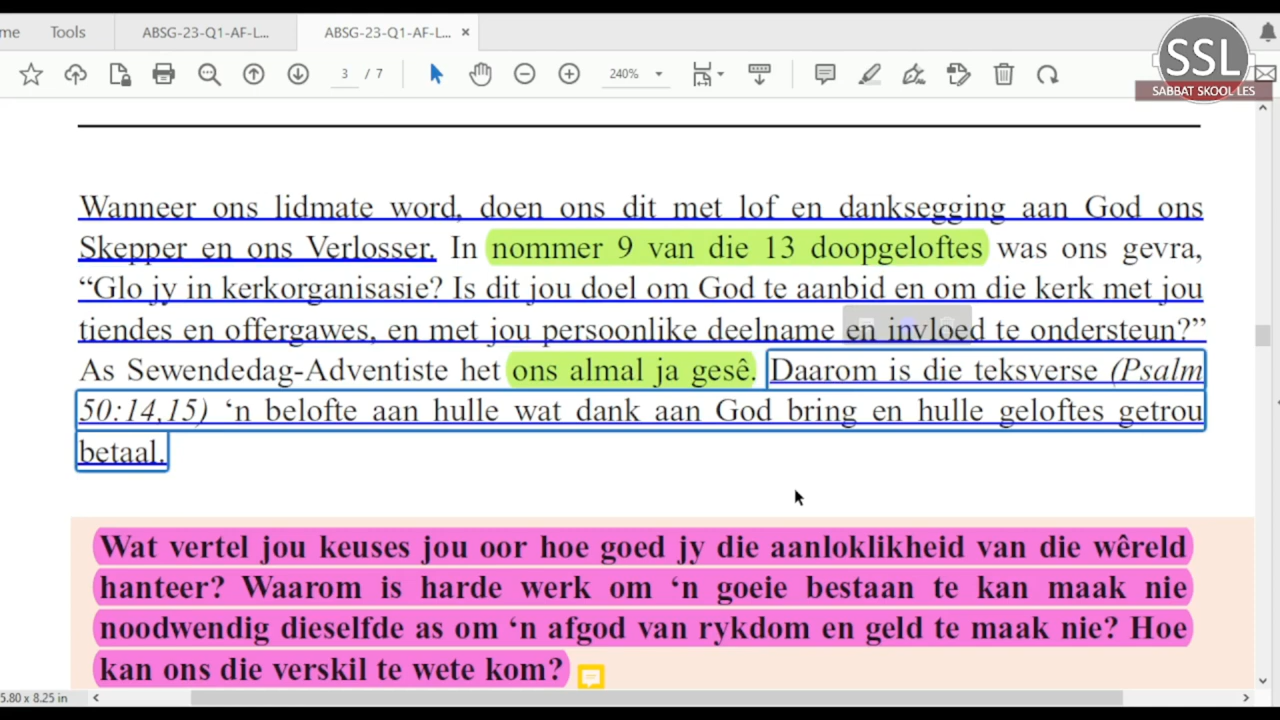 me
Tools
ABSG-23-Q1-AF-L...
ABSG-23-Q1-AF-L... ×
SSL
SABBAT SKOOL LES
3 / 7
240%
Wanneer ons lidmate word, doen ons dit met lof en danksegging aan God ons
Skepper en ons Verlosser. In nommer 9 van die 13 doopgeloftes was ons gevra,
“Glo jy in kerkorganisasie? Is dit jou doel om God te aanbid en om die kerk met jou
tiendes en offergawes, en met jou persoonlike deelname en invloed te ondersteun?”
As Sewendedag-Adventiste het ons almal ja gesê. Daarom is die teksverse (Psalm
50:14,15) ‘n belofte aan hulle wat dank aan God bring en hulle geloftes getrou
betaal.
Wat vertel jou keuses jou oor hoe goed jy die aanloklikheid van die wêreld
hanteer? Waarom is harde werk om ‘n goeie bestaan te kan maak nie
noodwendig dieselfde as om ‘n afgod van rykdom en geld te maak nie? Hoe
kan ons die verskil te wete kom?
5.80 x 8.25 in